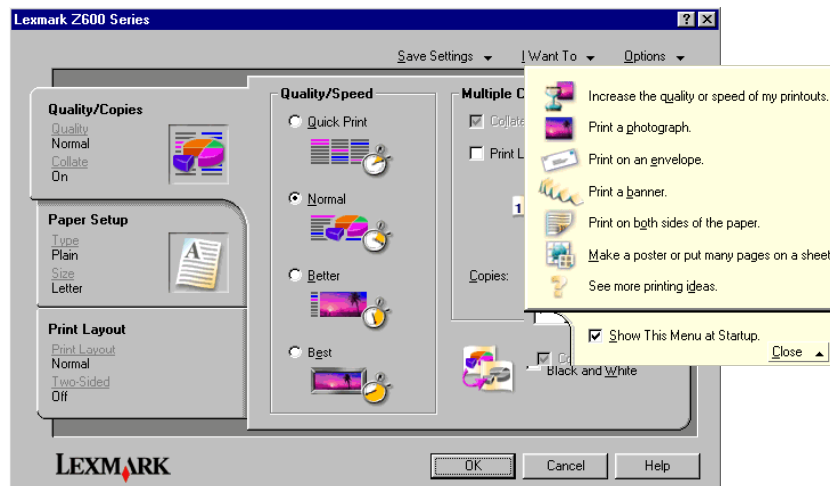 Lexmark Z600 Series
Save Settings
I Want To
Options
Quality/Copies
Quality
Normal
Collate
On
Paper Setup
Type
Plain
Size
Letter
Print Layout
Print Layout
Normal
Two-Sided
Off
Quality/Speed
Quick Print
Normal
Better
Best
Multiple C
Collate
Print L
1
Copies:
Black and White
Increase the quality or speed of my printouts.
Print a photograph.
Print on an envelope.
Print a banner.
Print on both sides of the paper.
Make a poster or put many pages on a sheet
See more printing ideas.
Show This Menu at Startup.
Close
LEXMARK
OK
Cancel
Help